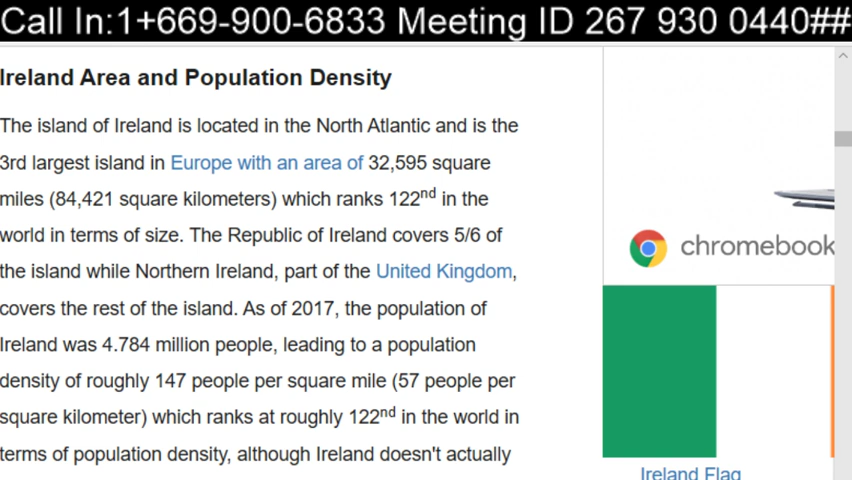 Call In:1+669-900-6833 Meeting ID 267 930 0440##
Ireland Area and Population Density
The island of Ireland is located in the North Atlantic and is the
3rd largest island in Europe with an area of 32,595 square
miles (84,421 square kilometers) which ranks 122nd in the
world in terms of size. The Republic of Ireland covers 5/6 of
the island while Northern Ireland, part of the United Kingdom,
covers the rest of the island. As of 2017, the population of
Ireland was 4.784 million people, leading to a population
density of roughly 147 people per square mile (57 people per
square kilometer) which ranks at roughly 122nd in the world in
terms of population density, although Ireland doesn't actually
chromebook
Ireland Flag